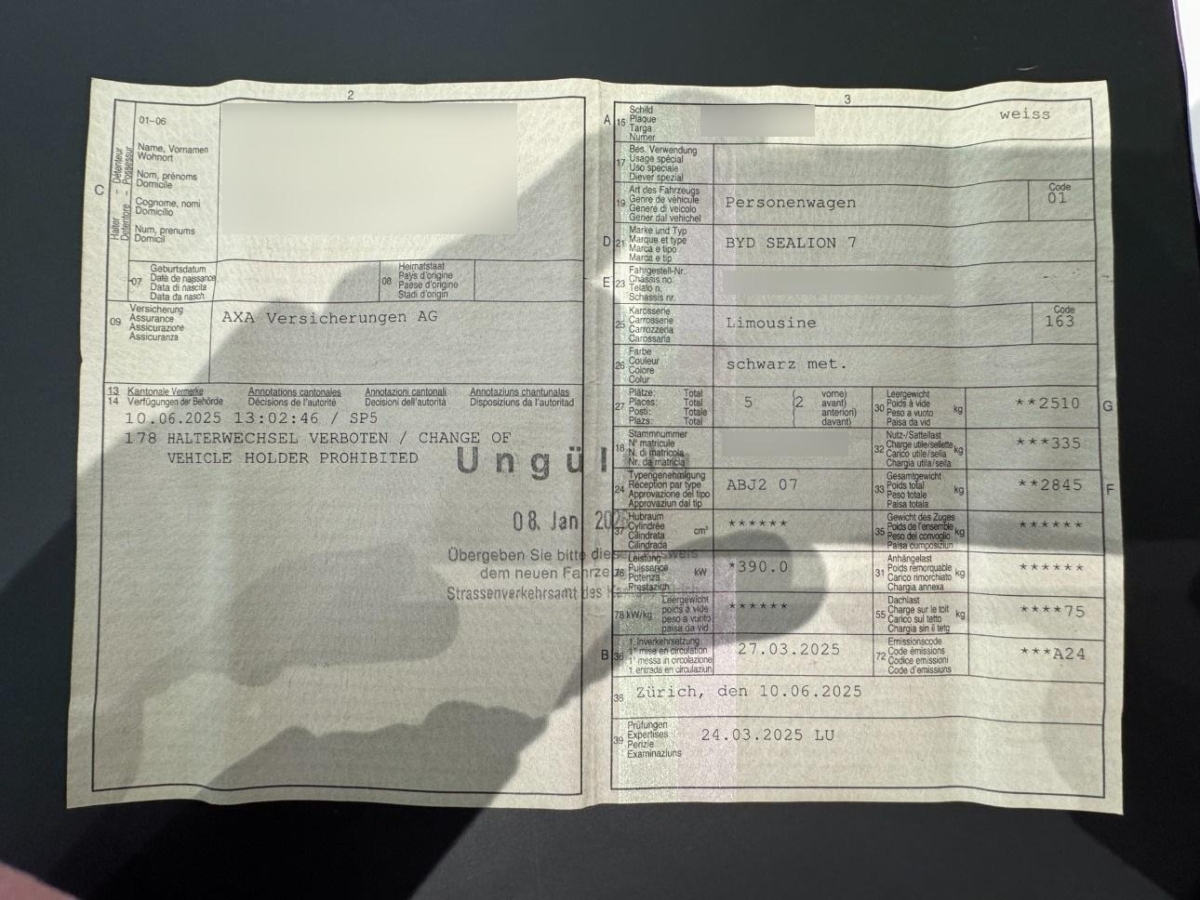 2
01-06
Name, Vornamen
Wohnort
Nom, prénoms
Domicile
Cognome, nomi
Domicilio
Num, prenums
Domicil
C
Halter - Détenteur
Detentore - Possessur
07
Geburtsdatum
Date de naissance
Data di nascita
Data da nasch.
08
Heimatstaat
Pays d'origine
Paese d'origine
Stadi d'origin
09
Versicherung
Assurance
Assicurazione
Assicuranza
AXA Versicherungen AG
13 Kantonale Vermerke Annotations cantonales Annotazioni cantonali Annotaziuns chantunalas
14 Verfügungen der Behörde Décisions de l'autorité Decisioni dell'autorità Disposiziuns da l'autoritad
10.06.2025 13:02:46 / SP5
178 HALTERWECHSEL VERBOTEN / CHANGE OF
VEHICLE HOLDER PROHIBITED
08. Jan.
Übergeben Sie bitte
dem neuen
Strassenverkehrsamt des
3
A 15
Schild
Plaque
Targa
Numer
weiss
17
Bes. Verwendung
Usage spécial
Uso speciale
Diever spezial
19
Art des Fahrzeugs
Genre de véhicule
Genere di veicolo
Gener dal vehichel
Personenwagen
Code
01
D 21
Marke und Typ
Marque et type
Marca e tipo
Marca e tip
BYD SEALION 7
E 23
Fahrgestell-Nr.
Châssis no.
Telaio n.
Schassis nr.
25
Karosserie
Carrosserie
Carrozzeria
Carossaria
Limousine
Code
163
26
Farbe
Couleur
Colore
Colur
schwarz met.
27
Plätze: Total
Places: Total
Posti: Totale
Plazs: Total
5
(2
vorne)
avant)
anteriori)
davant)
30
Leergewicht
Poids à vide
Peso a vuoto
Paisa da vid
kg
**2510
G
18
Stammnummer
N° matricule
N. di matricola
Nr. da matricla
32
Nutz-/Sattellast
Charge utile/sellette
Carico utile/sella
Chargia utila/sella
kg
***335
24
Typengenehmigung
Réception par type
Approvazione del tipo
Approvaziun dal tip
ABJ2 07
33
Gesamtgewicht
Poids total
Peso totale
Paisa totala
kg
**2845
F
37
Hubraum
Cylindrée
Cilindrata
Cilindrada
cm³
******
35
Gewicht des Zuges
Poids de l'ensemble
Peso del convoglio
Paisa cumposiziun
kg
******
76
Leistung
Puissance
Potenza
Prestaziun
kW
*390.0
31
Anhängelast
Poids remorquable
Carico rimorchiato
Chargia annexa
kg
******
78 kW/kg
Leergewicht
poids à vide
peso a vuoto
paisa da vid
******
55
Dachlast
Charge sur le toit
Carico sul tetto
Chargia sin il tetg
kg
****75
B 36
1. Inverkehrsetzung
1re mise en circulation
1a messa in circolazione
1. entrada en circulaziun
27.03.2025
72
Emissionscode
Code émissions
Codice emissioni
Code d'emissiuns
***A24
38
Zürich, den 10.06.2025
39
Prüfungen
Expertises
Perizie
Examinaziuns
24.03.2025 LU